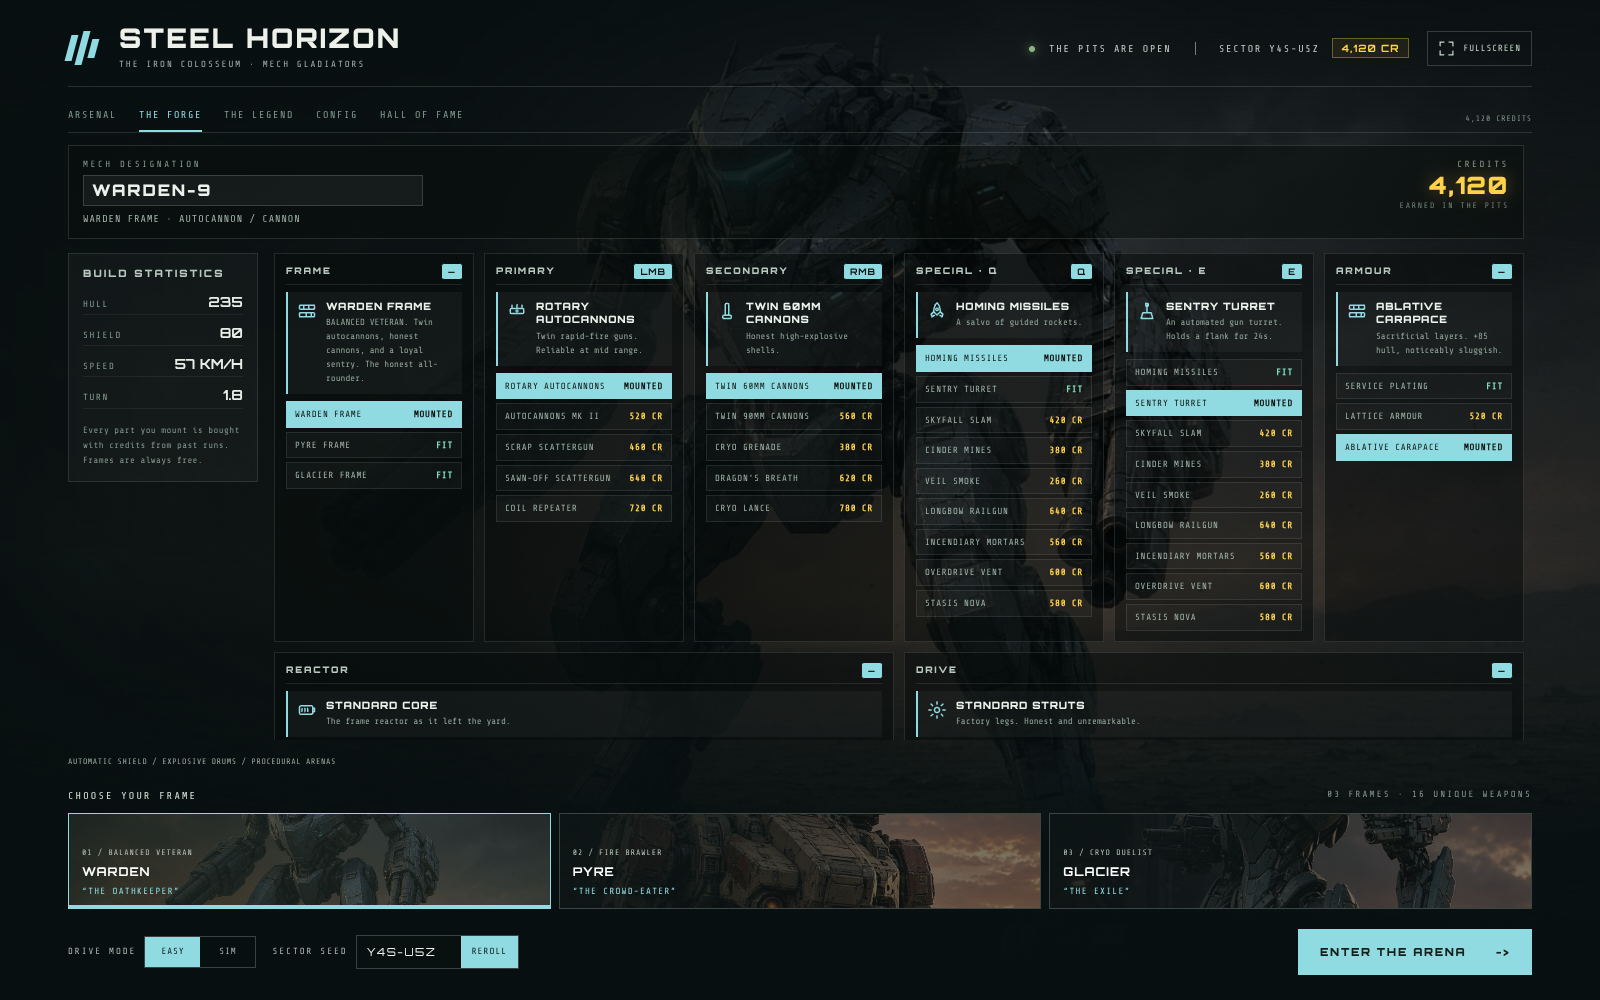 STEEL HORIZON
THE IRON COLOSSEUM · MECH GLADIATORS
THE PITS ARE OPEN
SECTOR Y4S-U5Z
4,120 CR
FULLSCREEN
ARSENAL
THE FORGE
THE LEGEND
CONFIG
HALL OF FAME
4,120 CREDITS
MECH DESIGNATION
WARDEN-9
WARDEN FRAME · AUTOCANNON / CANNON
CREDITS
4,120
EARNED IN THE PITS
BUILD STATISTICS
HULL 235
SHIELD 80
SPEED 57 KM/H
TURN 1.8
Every part you mount is bought
with credits from past runs.
Frames are always free.
FRAME –
WARDEN FRAME
BALANCED VETERAN. Twin
autocannons, honest
cannons, and a loyal
sentry. The honest all-
rounder.
WARDEN FRAME MOUNTED
PYRE FRAME FIT
GLACIER FRAME FIT
PRIMARY LMB
ROTARY
AUTOCANNONS
Twin rapid-fire guns.
Reliable at mid range.
ROTARY AUTOCANNONS MOUNTED
AUTOCANNONS MK II 520 CR
SCRAP SCATTERGUN 460 CR
SAWN-OFF SCATTERGUN 640 CR
COIL REPEATER 720 CR
SECONDARY RMB
TWIN 60MM
CANNONS
Honest high-explosive
shells.
TWIN 60MM CANNONS MOUNTED
TWIN 90MM CANNONS 560 CR
CRYO GRENADE 380 CR
DRAGON'S BREATH 620 CR
CRYO LANCE 780 CR
SPECIAL · Q Q
HOMING MISSILES
A salvo of guided rockets.
HOMING MISSILES MOUNTED
SENTRY TURRET FIT
SKYFALL SLAM 420 CR
CINDER MINES 380 CR
VEIL SMOKE 260 CR
LONGBOW RAILGUN 640 CR
INCENDIARY MORTARS 560 CR
OVERDRIVE VENT 600 CR
STASIS NOVA 580 CR
SPECIAL · E E
SENTRY TURRET
An automated gun turret.
Holds a flank for 24s.
HOMING MISSILES FIT
SENTRY TURRET MOUNTED
SKYFALL SLAM 420 CR
CINDER MINES 380 CR
VEIL SMOKE 260 CR
LONGBOW RAILGUN 640 CR
INCENDIARY MORTARS 560 CR
OVERDRIVE VENT 600 CR
STASIS NOVA 580 CR
ARMOUR –
ABLATIVE
CARAPACE
Sacrificial layers. +85
hull, noticeably sluggish.
SERVICE PLATING FIT
LATTICE ARMOUR 520 CR
ABLATIVE CARAPACE MOUNTED
REACTOR –
STANDARD CORE
The frame reactor as it left the yard.
DRIVE –
STANDARD STRUTS
Factory legs. Honest and unremarkable.
AUTOMATIC SHIELD / EXPLOSIVE DRUMS / PROCEDURAL ARENAS
CHOOSE YOUR FRAME
03 FRAMES · 16 UNIQUE WEAPONS
01 / BALANCED VETERAN
WARDEN
"THE OATHKEEPER"
02 / FIRE BRAWLER
PYRE
"THE CROWD-EATER"
03 / CRYO DUELIST
GLACIER
"THE EXILE"
DRIVE MODE EASY SIM
SECTOR SEED Y4S-U5Z REROLL
ENTER THE ARENA ->